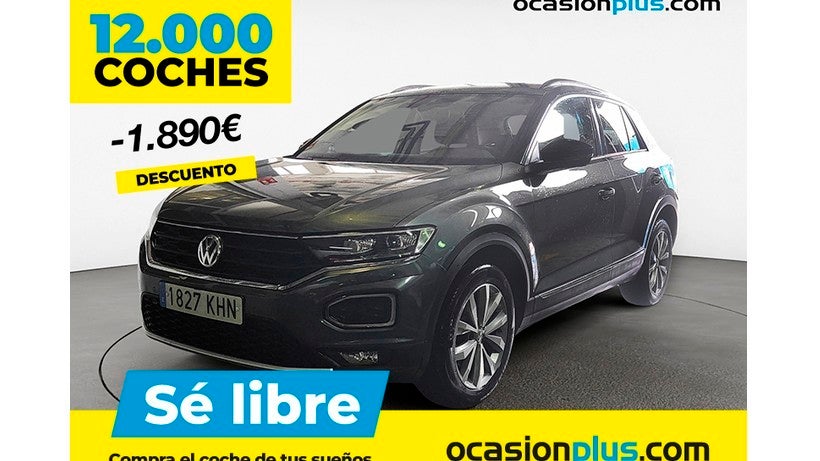 12.000
COCHES
ocasionplus.com
-1.890€
DESCUENTO
1827 KHN
Sé libre
Compra el coche de tus sueños
ocasionplus.com